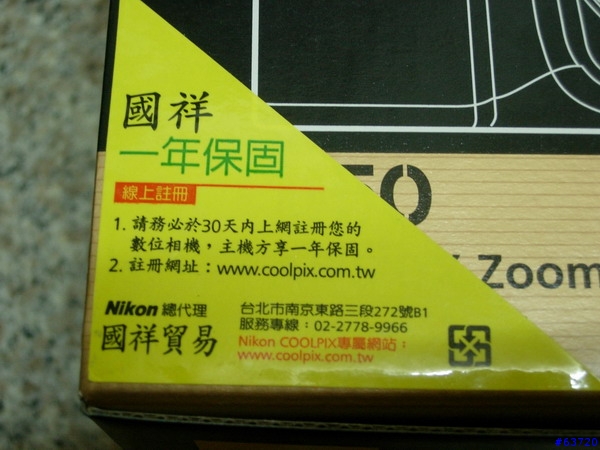 國祥
一年保固
線上註冊
1. 請務必於30天內上網註冊您的
數位相機，主機方享一年保固。
2. 註冊網址：www.coolpix.com.tw
Nikon 總代理
國祥貿易
台北市南京東路三段272號B1
服務專線：02-2778-9966
Nikon COOLPIX專屬網站：
www.coolpix.com.tw
50
Zoom
#63720